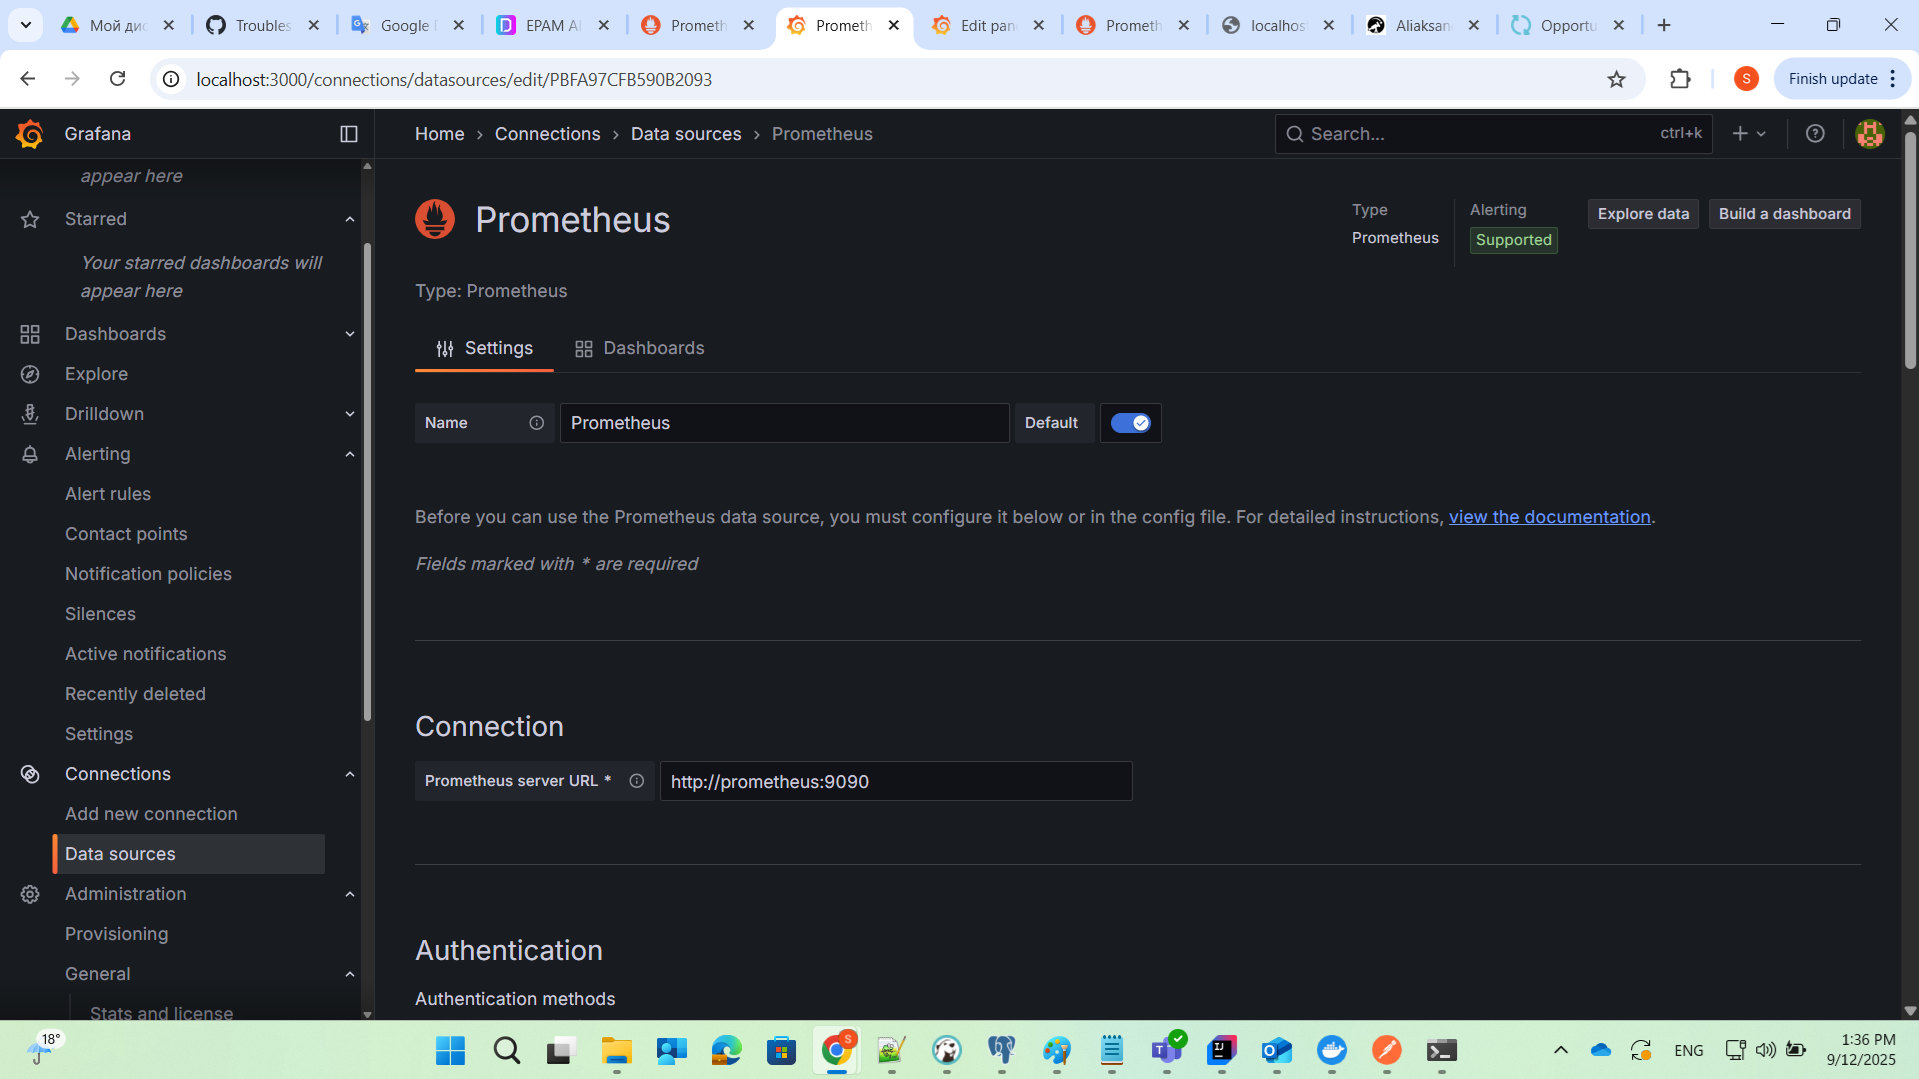 Мой дис
Troubles
Google
EPAM AI
Prometh
Prometh
Edit pan
Prometh
localhos
Aliaksan
Opportu
localhost:3000/connections/datasources/edit/PBFA97CFB590B2093
S
Finish update
Grafana
Home › Connections › Data sources › Prometheus
Search...
ctrl+k
appear here
Starred
Your starred dashboards will
appear here
Dashboards
Explore
Drilldown
Alerting
Alert rules
Contact points
Notification policies
Silences
Active notifications
Recently deleted
Settings
Connections
Add new connection
Data sources
Administration
Provisioning
General
Stats and license
Prometheus
Type
Prometheus
Alerting
Supported
Explore data
Build a dashboard
Type: Prometheus
Settings
Dashboards
Name
Prometheus
Default
Before you can use the Prometheus data source, you must configure it below or in the config file. For detailed instructions, view the documentation.
Fields marked with * are required
Connection
Prometheus server URL *
http://prometheus:9090
Authentication
Authentication methods
18°
S
ENG
1:36 PM
9/12/2025